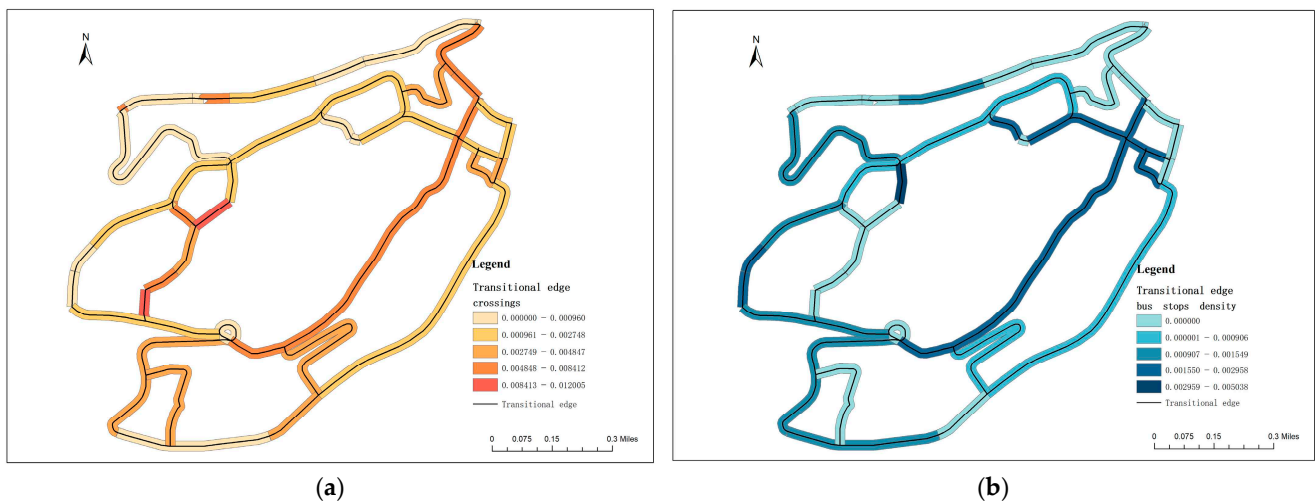 N
Legend
Transitional edge
crossings
0.000000 - 0.000960
0.000961 - 0.002748
0.002749 - 0.004847
0.004848 - 0.008412
0.008413 - 0.012005
Transitional edge
0 0.075 0.15 0.3 Miles
(a)
N
Legend
Transitional edge
bus stops density
0.000000
0.000001 - 0.000906
0.000907 - 0.001549
0.001550 - 0.002958
0.002959 - 0.005038
Transitional edge
0 0.075 0.15 0.3 Miles
(b)